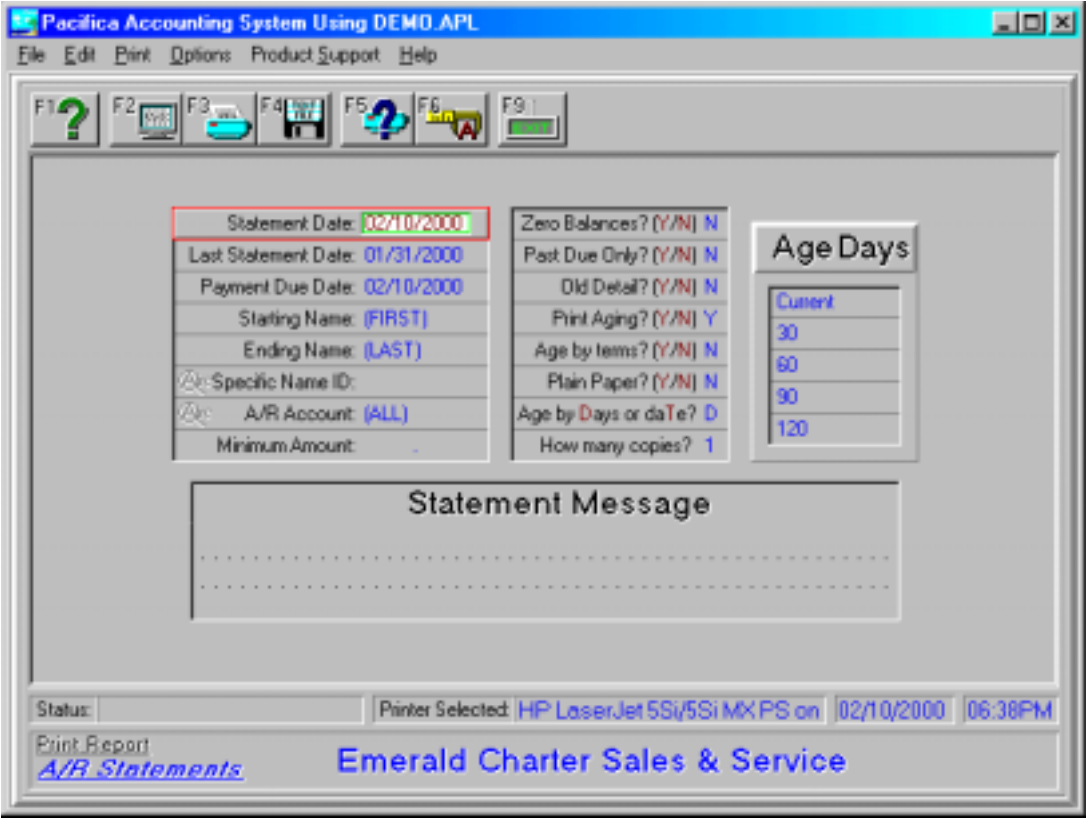 Pacifica Accounting System Using DEMO.APL
File Edit Print Options Product Support Help
F1 F2 F3 F4 F5 F6 F9
EXIT
Statement Date: 02/10/2000
Last Statement Date: 01/31/2000
Payment Due Date: 02/10/2000
Starting Name: (FIRST)
Ending Name: (LAST)
Specific Name ID:
A/R Account: (ALL)
Minimum Amount: .
Zero Balances? (Y/N) N
Past Due Only? (Y/N) N
Old Detail? (Y/N) N
Print Aging? (Y/N) Y
Age by terms? (Y/N) N
Plain Paper? (Y/N) N
Age by Days or daTe? D
How many copies? 1
Age Days
Current
30
60
90
120
Statement Message
Status: Printer Selected: HP LaserJet 5Si/5Si MX PS on 02/10/2000 06:38PM
Print Report
A/R Statements
Emerald Charter Sales & Service